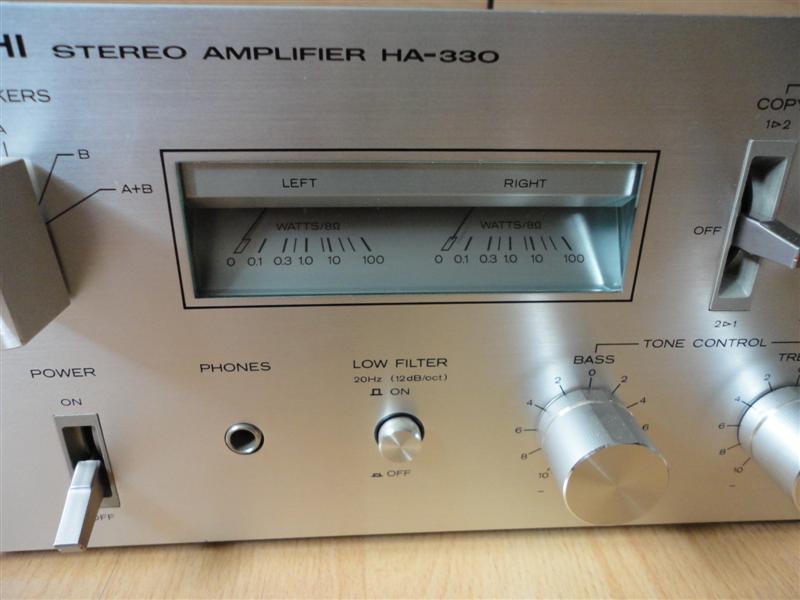 HI STEREO AMPLIFIER HA-330
KERS
A
B
A+B
LEFT RIGHT
WATTS/8Ω WATTS/8Ω
0 0.1 0.3 1.0 10 100 0 0.1 0.3 1.0 10 100
COPY
1▷2
OFF
2▷1
POWER
ON
OFF
PHONES
LOW FILTER
20Hz (12dB/oct)
ON
OFF
TONE CONTROL
BASS
0
2 2
4 4
6 6
8 8
10
–
TRE
2
4
6
8
10
–